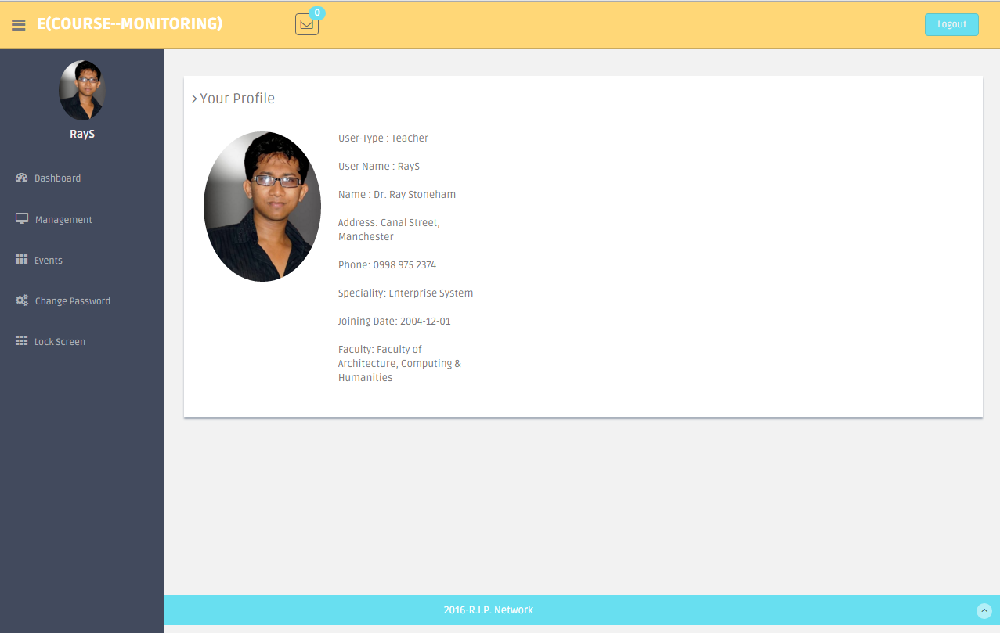 E(COURSE--MONITORING)
0
Logout
RayS
Dashboard
Management
Events
Change Password
Lock Screen
Your Profile
User-Type : Teacher
User Name : RayS
Name : Dr. Ray Stoneham
Address: Canal Street,
Manchester
Phone: 0998 975 2374
Speciality: Enterprise System
Joining Date: 2004-12-01
Faculty: Faculty of
Architecture, Computing &
Humanities
2016-R.I.P. Network